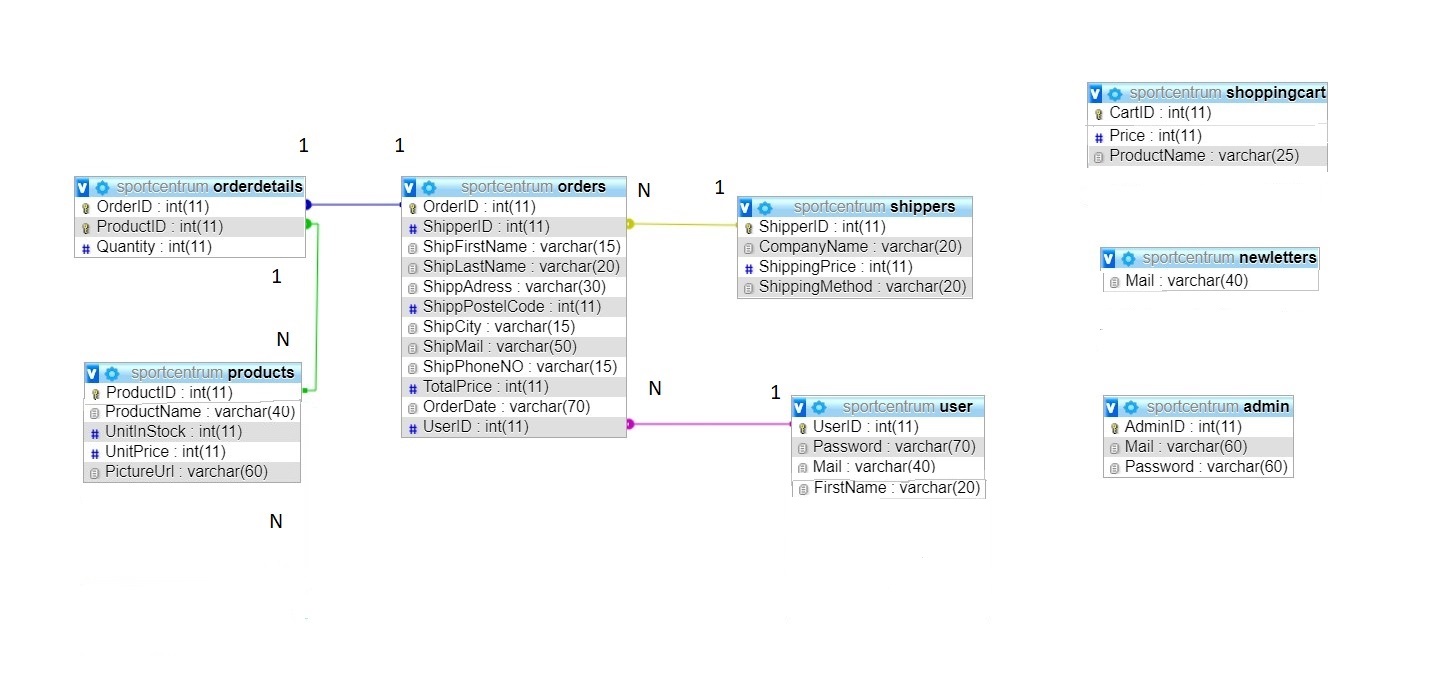 1
1
sportcentrum orderdetails
OrderID : int(11)
ProductID : int(11)
Quantity : int(11)
1
N
sportcentrum products
ProductID : int(11)
ProductName : varchar(40)
UnitInStock : int(11)
UnitPrice : int(11)
PictureUrl : varchar(60)
N
sportcentrum orders
OrderID : int(11)
ShipperID : int(11)
ShipFirstName : varchar(15)
ShipLastName : varchar(20)
ShippAdress : varchar(30)
ShippPostelCode : int(11)
ShipCity : varchar(15)
ShipMail : varchar(50)
ShipPhoneNO : varchar(15)
TotalPrice : int(11)
OrderDate : varchar(70)
UserID : int(11)
N
1
sportcentrum shippers
ShipperID : int(11)
CompanyName : varchar(20)
ShippingPrice : int(11)
ShippingMethod : varchar(20)
N
1
sportcentrum user
UserID : int(11)
Password : varchar(70)
Mail : varchar(40)
FirstName : varchar(20)
sportcentrum shoppingcart
CartID : int(11)
Price : int(11)
ProductName : varchar(25)
sportcentrum newletters
Mail : varchar(40)
sportcentrum admin
AdminID : int(11)
Mail : varchar(60)
Password : varchar(60)